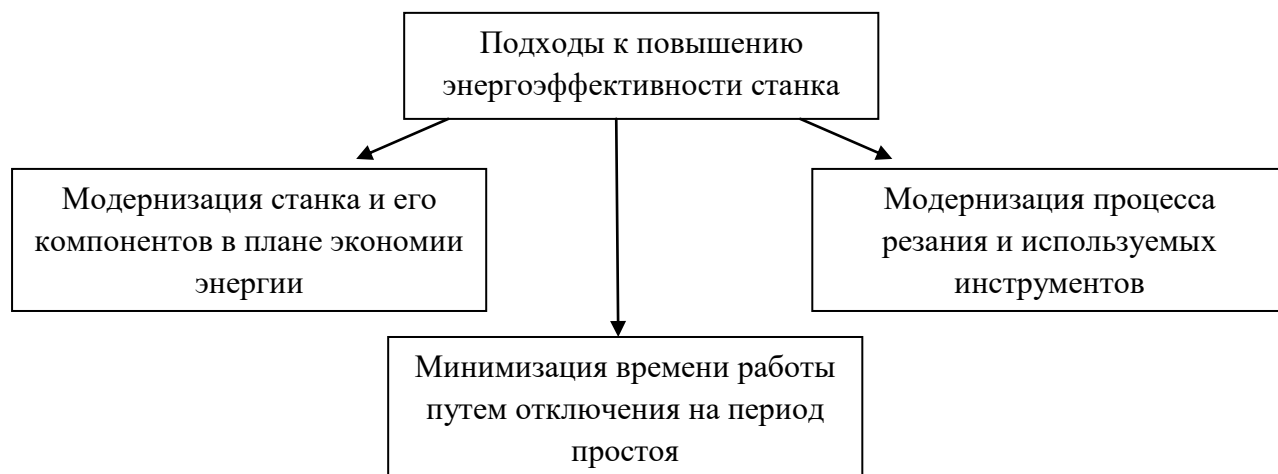 Подходы к повышению
энергоэффективности станка
Модернизация станка и его
компонентов в плане экономии
энергии
Модернизация процесса
резания и используемых
инструментов
Минимизация времени работы
путем отключения на период
простоя